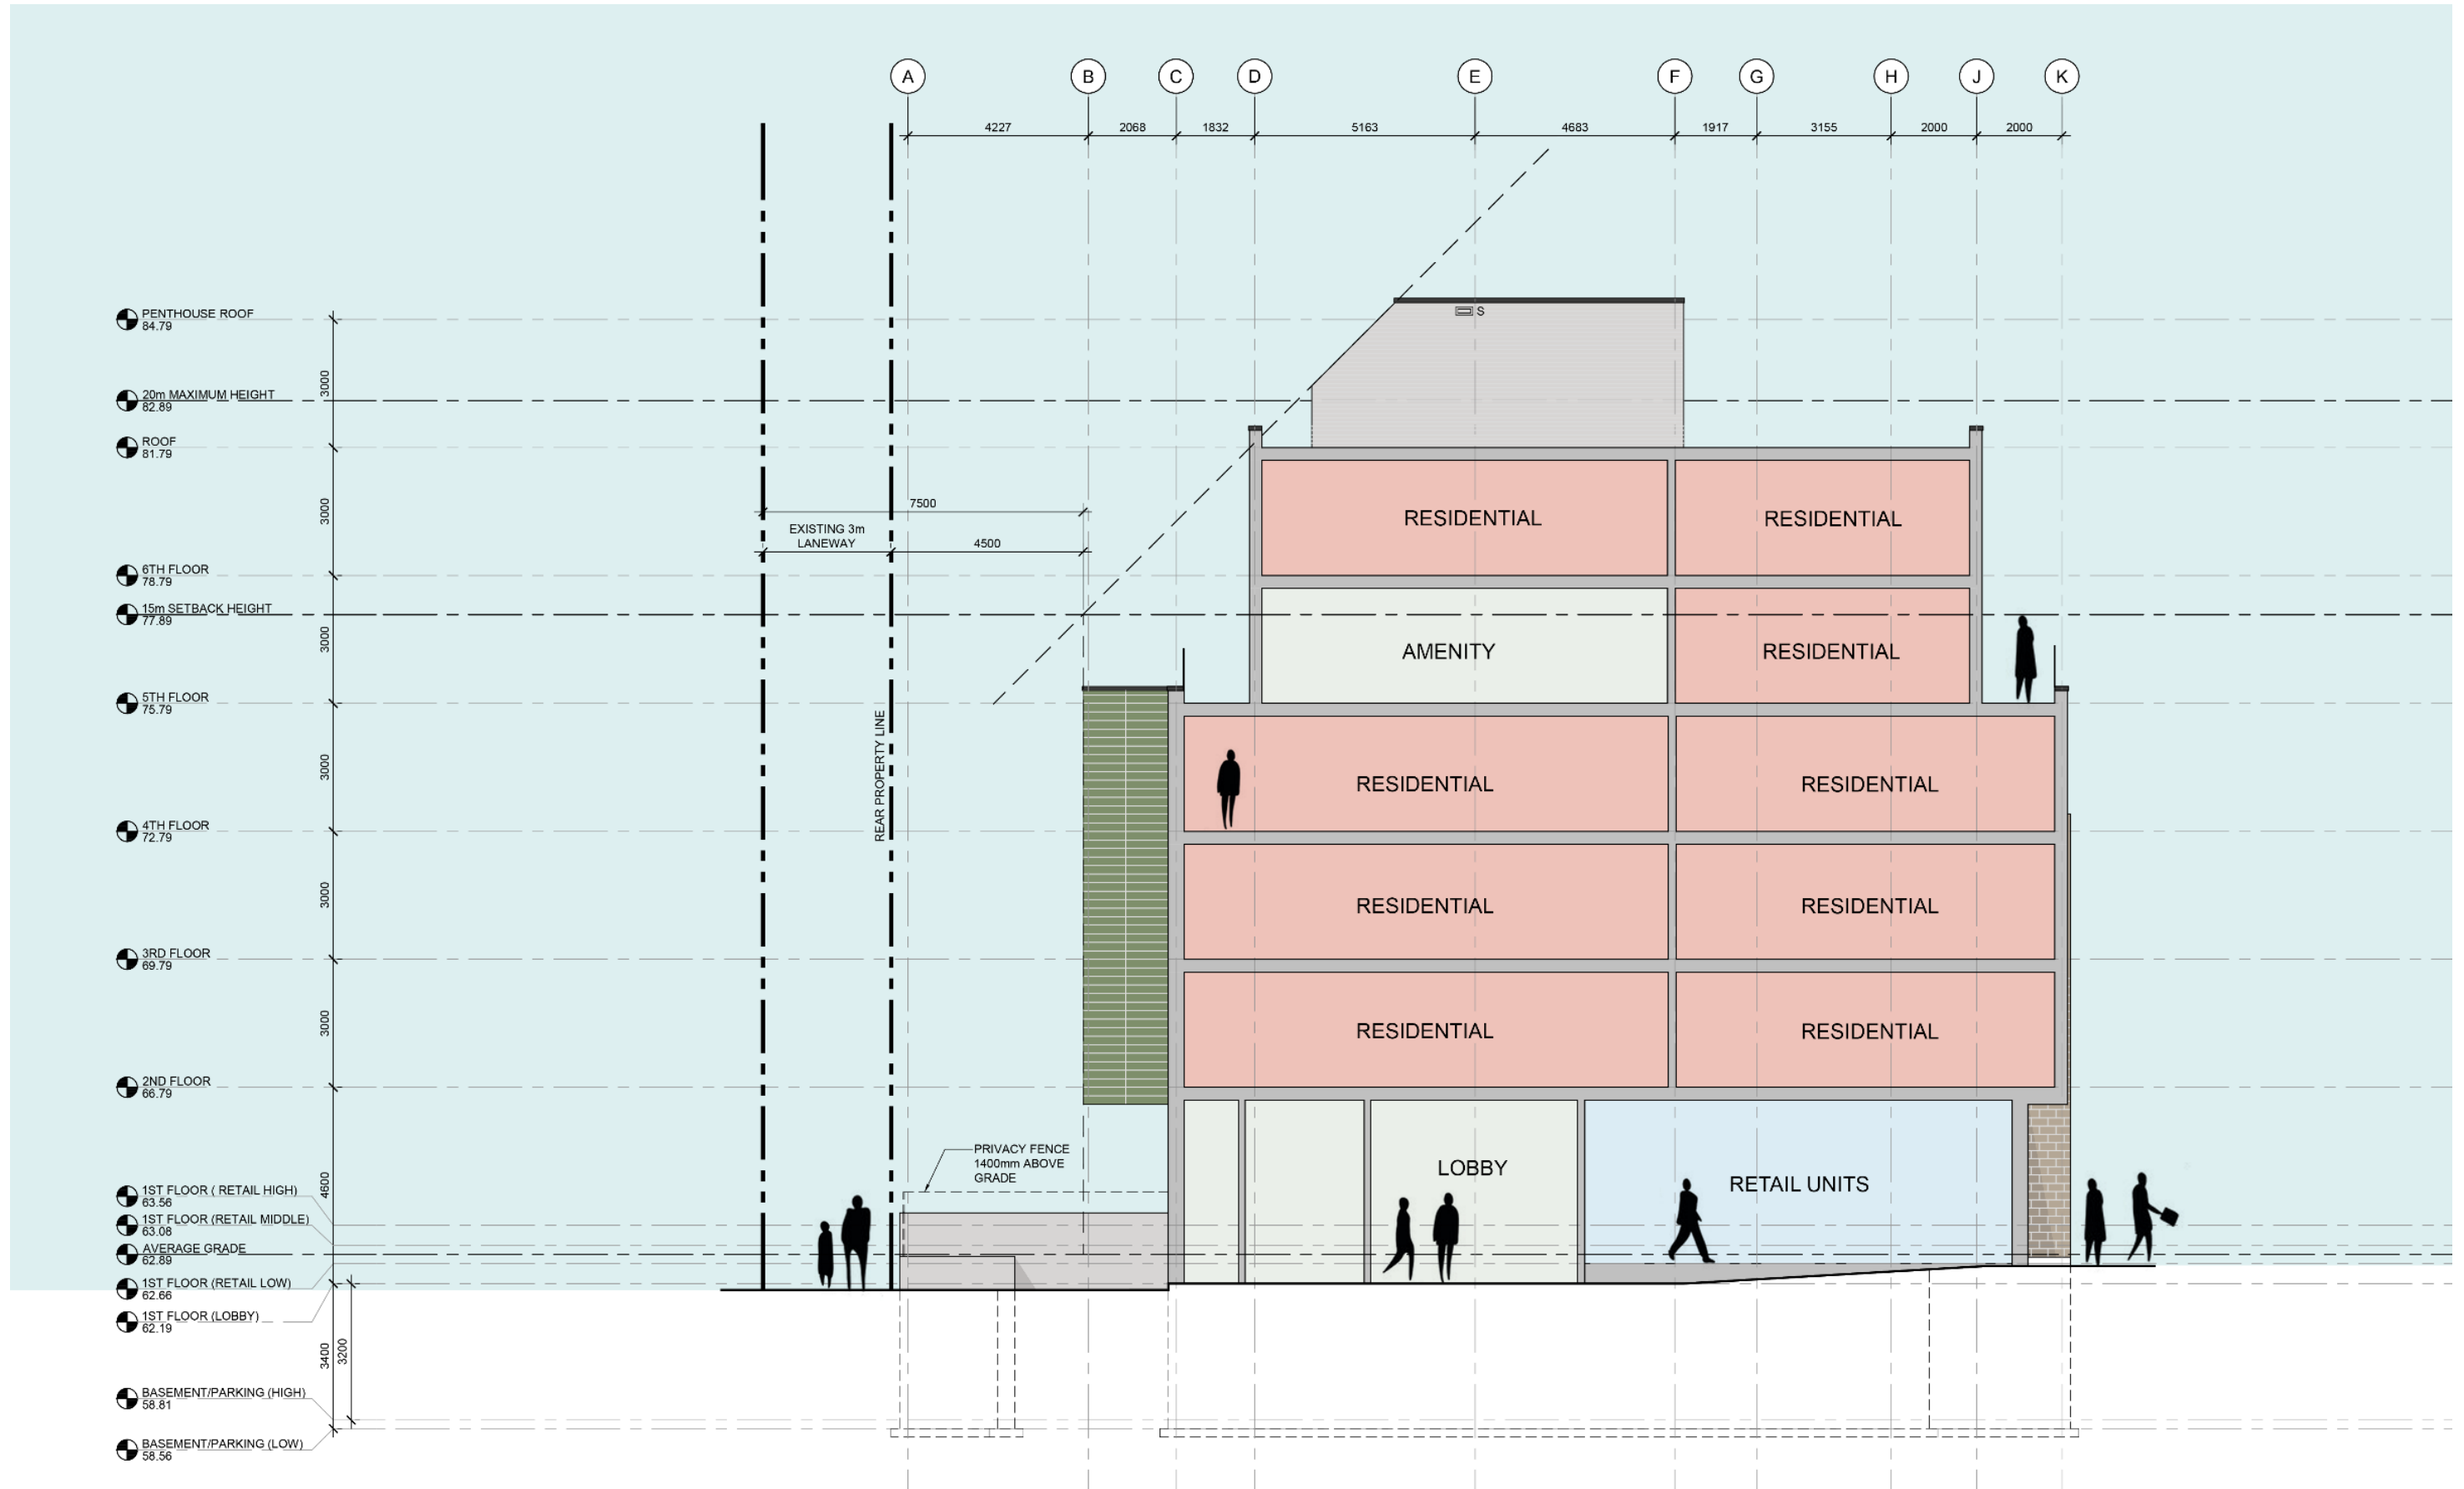 A B C D E F G H J K
4227 2068 1832 5163 4683 1917 3155 2000 2000
PENTHOUSE ROOF
84.79
S
3000
20m MAXIMUM HEIGHT
82.89
ROOF
81.79
7500
3000
RESIDENTIAL RESIDENTIAL
EXISTING 3m
LANEWAY
4500
6TH FLOOR
78.79
15m SETBACK HEIGHT
77.89
3000
AMENITY RESIDENTIAL
5TH FLOOR
75.79
REAR PROPERTY LINE
3000
RESIDENTIAL RESIDENTIAL
4TH FLOOR
72.79
3000
RESIDENTIAL RESIDENTIAL
3RD FLOOR
69.79
3000
RESIDENTIAL RESIDENTIAL
2ND FLOOR
66.79
PRIVACY FENCE
1400mm ABOVE
GRADE
LOBBY
RETAIL UNITS
4600
1ST FLOOR ( RETAIL HIGH)
63.56
1ST FLOOR (RETAIL MIDDLE)
63.08
AVERAGE GRADE
62.89
1ST FLOOR (RETAIL LOW)
62.66
1ST FLOOR (LOBBY)
62.19
3400
3200
BASEMENT/PARKING (HIGH)
58.81
BASEMENT/PARKING (LOW)
58.56